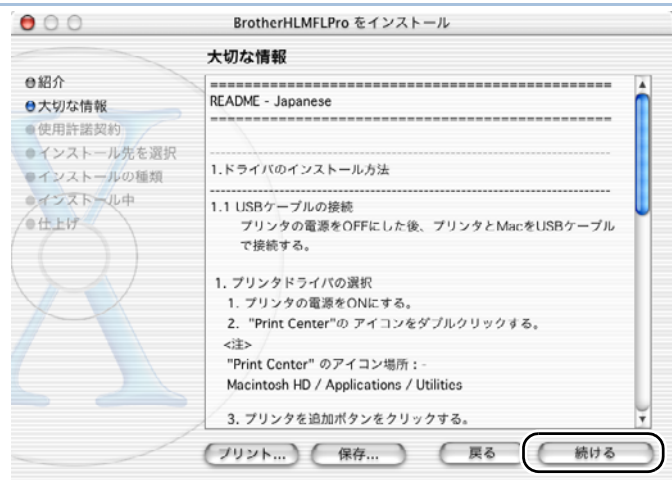 BrotherHLMFLPro をインストール
大切な情報
紹介
大切な情報
使用許諾契約
インストール先を選択
インストールの種類
インストール中
仕上げ
============================================
README - Japanese
============================================
--------------------------------------------
1.ドライバのインストール方法
--------------------------------------------
1.1 USBケーブルの接続
プリンタの電源をOFFにした後、プリンタとMacをUSBケーブル
で接続する。
1. プリンタドライバの選択
1. プリンタの電源をONにする。
2. "Print Center"の アイコンをダブルクリックする。
<注>
"Print Center" のアイコン場所：-
Macintosh HD / Applications / Utilities
3. プリンタを追加ボタンをクリックする。
プリント...
保存...
戻る
続ける